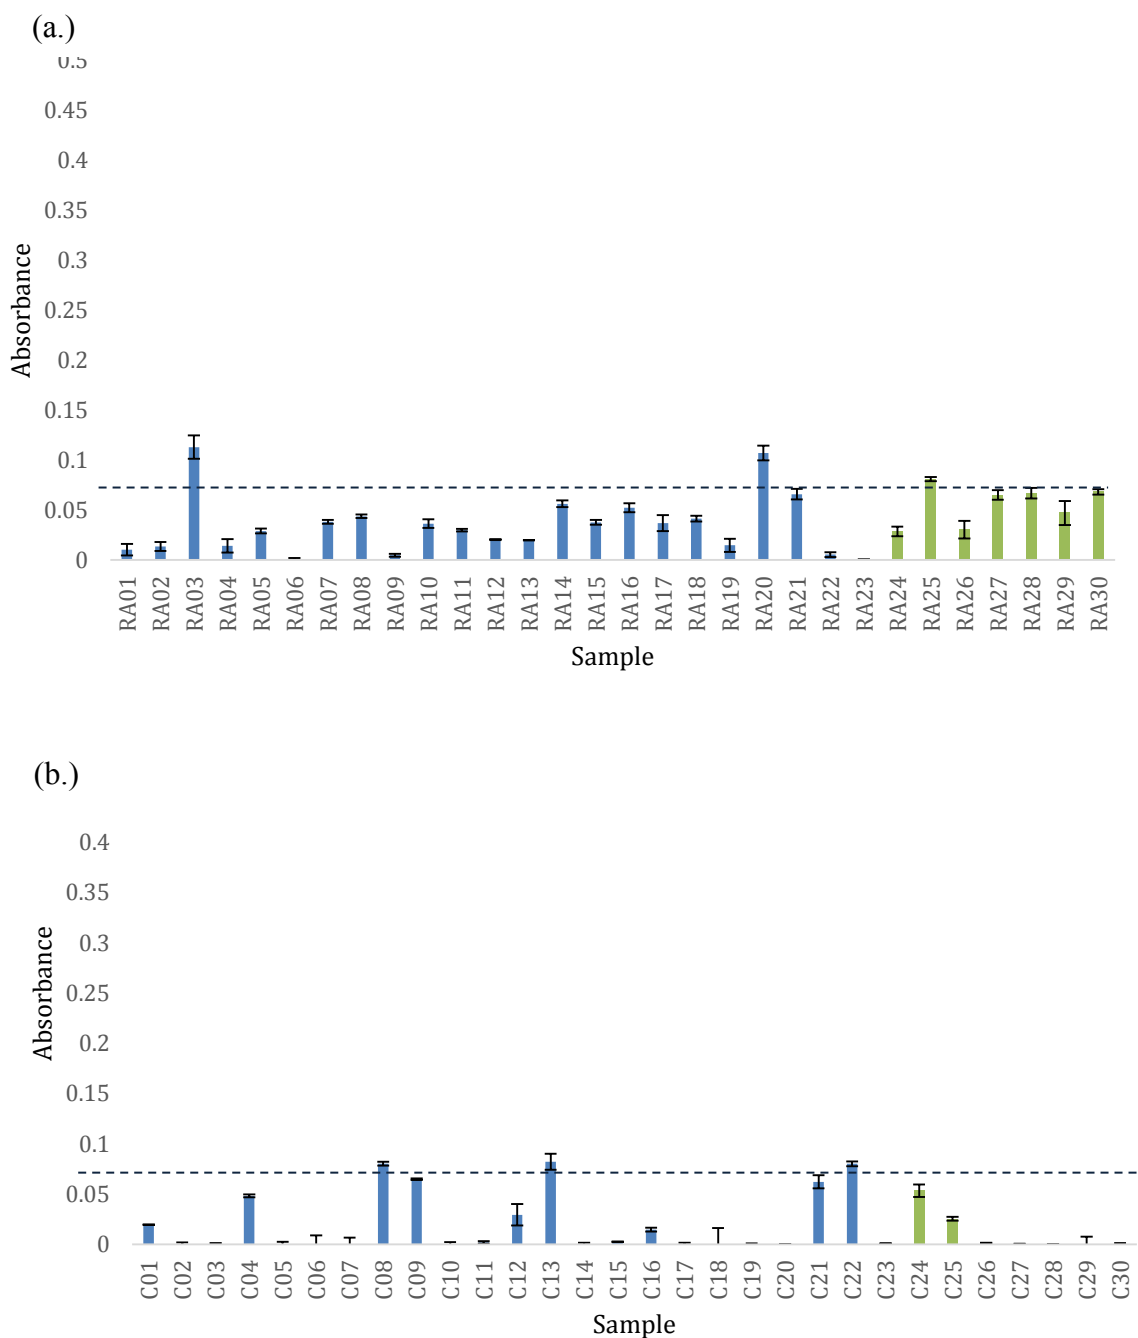 (a.)
0.5
0.45
0.4
0.35
0.3
0.25
0.2
0.15
0.1
0.05
0
Absorbance
RA01 RA02 RA03 RA04 RA05 RA06 RA07 RA08 RA09 RA10 RA11 RA12 RA13 RA14 RA15 RA16 RA17 RA18 RA19 RA20 RA21 RA22 RA23 RA24 RA25 RA26 RA27 RA28 RA29 RA30
Sample
(b.)
0.4
0.35
0.3
0.25
0.2
0.15
0.1
0.05
0
Absorbance
C01 C02 C03 C04 C05 C06 C07 C08 C09 C10 C11 C12 C13 C14 C15 C16 C17 C18 C19 C20 C21 C22 C23 C24 C25 C26 C27 C28 C29 C30
Sample